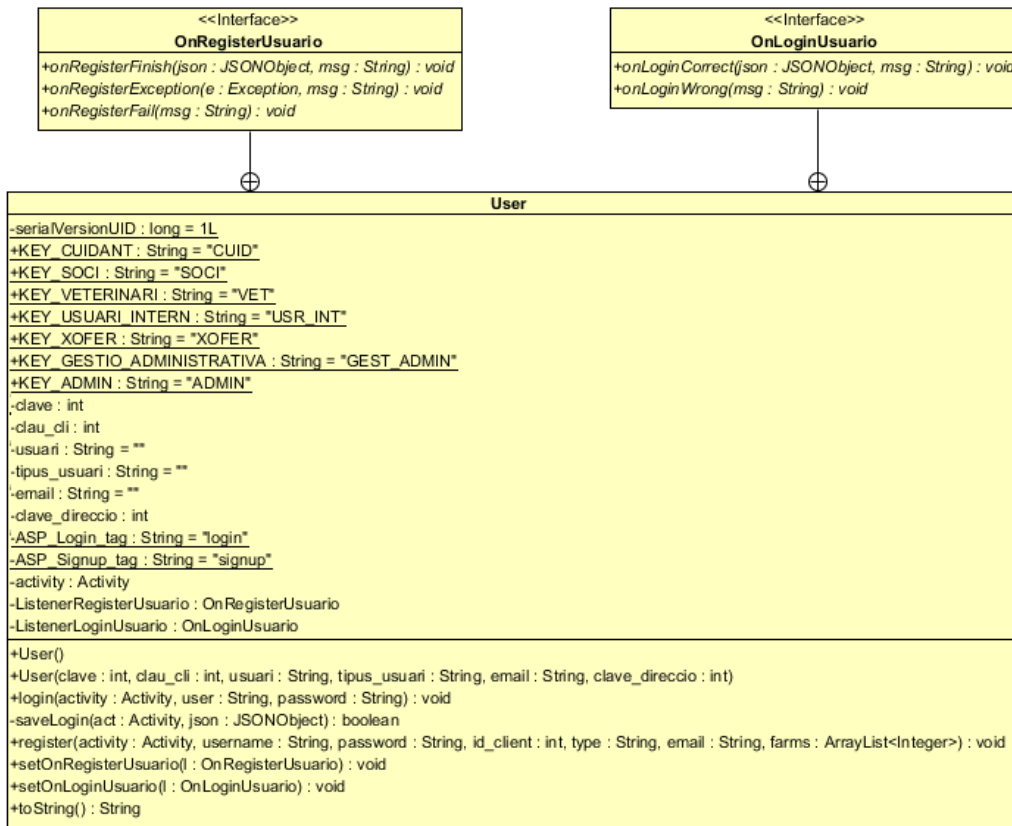 <<Interface>>
OnRegisterUsuario
+onRegisterFinish(json : JSONObject, msg : String) : void
+onRegisterException(e : Exception, msg : String) : void
+onRegisterFail(msg : String) : void
<<Interface>>
OnLoginUsuario
+onLoginCorrect(json : JSONObject, msg : String) : void
+onLoginWrong(msg : String) : void
User
-serialVersionUID : long = 1L
+KEY_CUIDANT : String = "CUID"
+KEY_SOCI : String = "SOCI"
+KEY_VETERINARI : String = "VET"
+KEY_USUARI_INTERN : String = "USR_INT"
+KEY_XOFER : String = "XOFER"
+KEY_GESTIO_ADMINISTRATIVA : String = "GEST_ADMIN"
+KEY_ADMIN : String = "ADMIN"
-clave : int
-clau_cli : int
-usuari : String = ""
-tipus_usuari : String = ""
-email : String = ""
-clave_direccio : int
-ASP_Login_tag : String = "login"
-ASP_Signup_tag : String = "signup"
-activity : Activity
-ListenerRegisterUsuario : OnRegisterUsuario
-ListenerLoginUsuario : OnLoginUsuario
+User()
+User(clave : int, clau_cli : int, usuari : String, tipus_usuari : String, email : String, clave_direccio : int)
+login(activity : Activity, user : String, password : String) : void
-saveLogin(act : Activity, json : JSONObject) : boolean
+register(activity : Activity, username : String, password : String, id_client : int, type : String, email : String, farms : ArrayList<Integer>) : void
+setOnRegisterUsuario(l : OnRegisterUsuario) : void
+setOnLoginUsuario(l : OnLoginUsuario) : void
+toString() : String